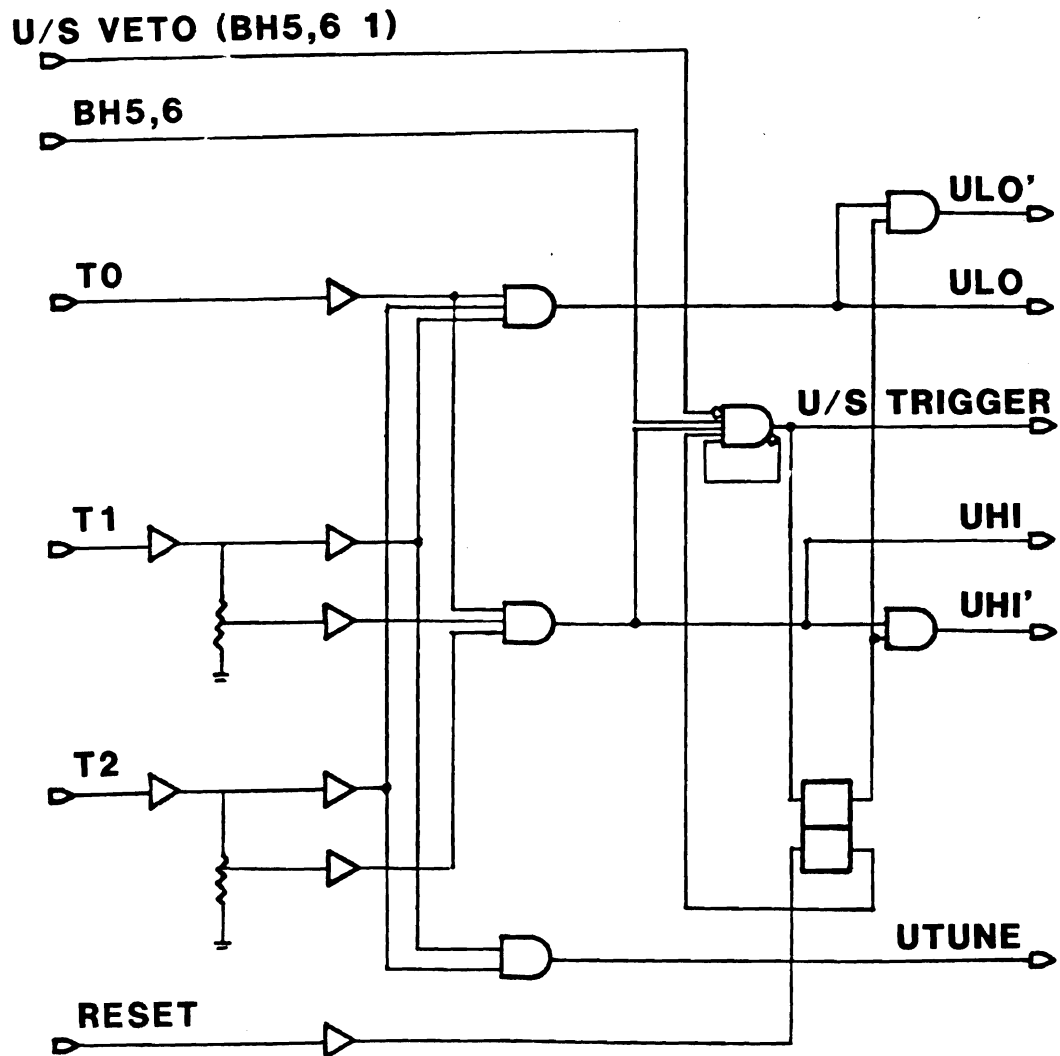 U/S VETO (BH5,6 1)
BH5,6
ULO'
T0
ULO
U/S TRIGGER
T1
UHI
UHI'
T2
UTUNE
RESET